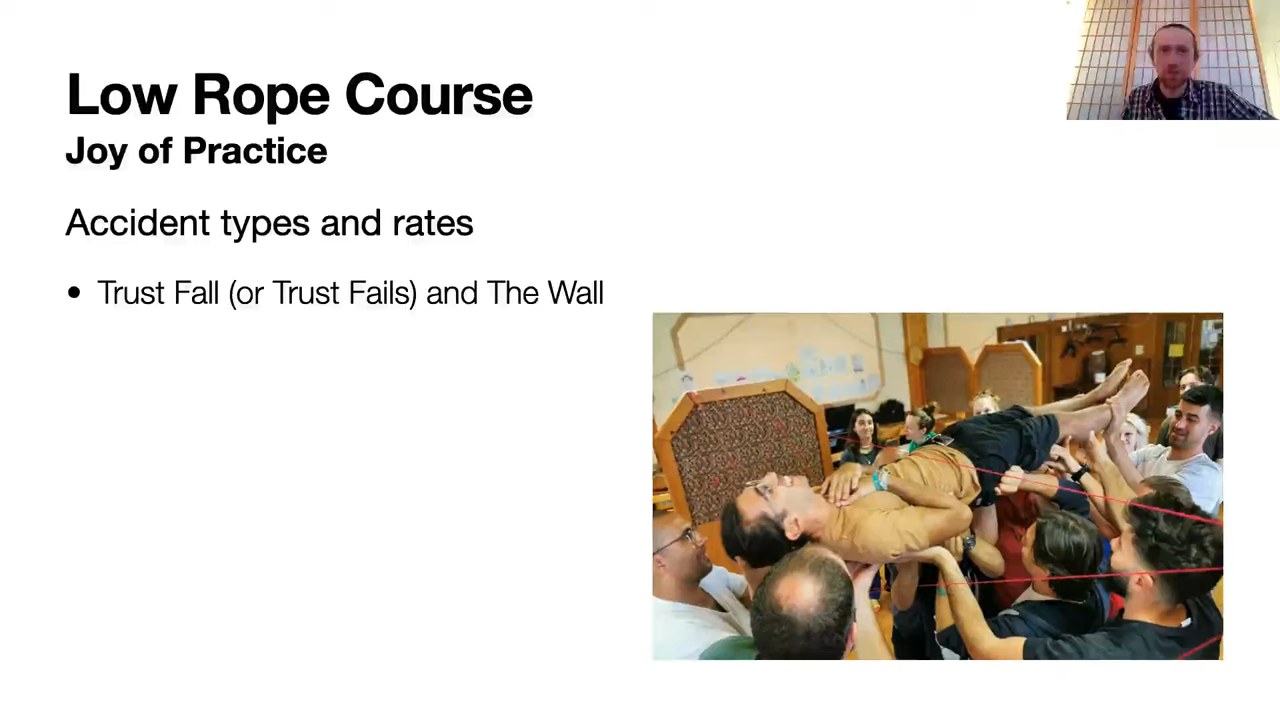 Low Rope Course
Joy of Practice
Accident types and rates
• Trust Fall (or Trust Fails) and The Wall